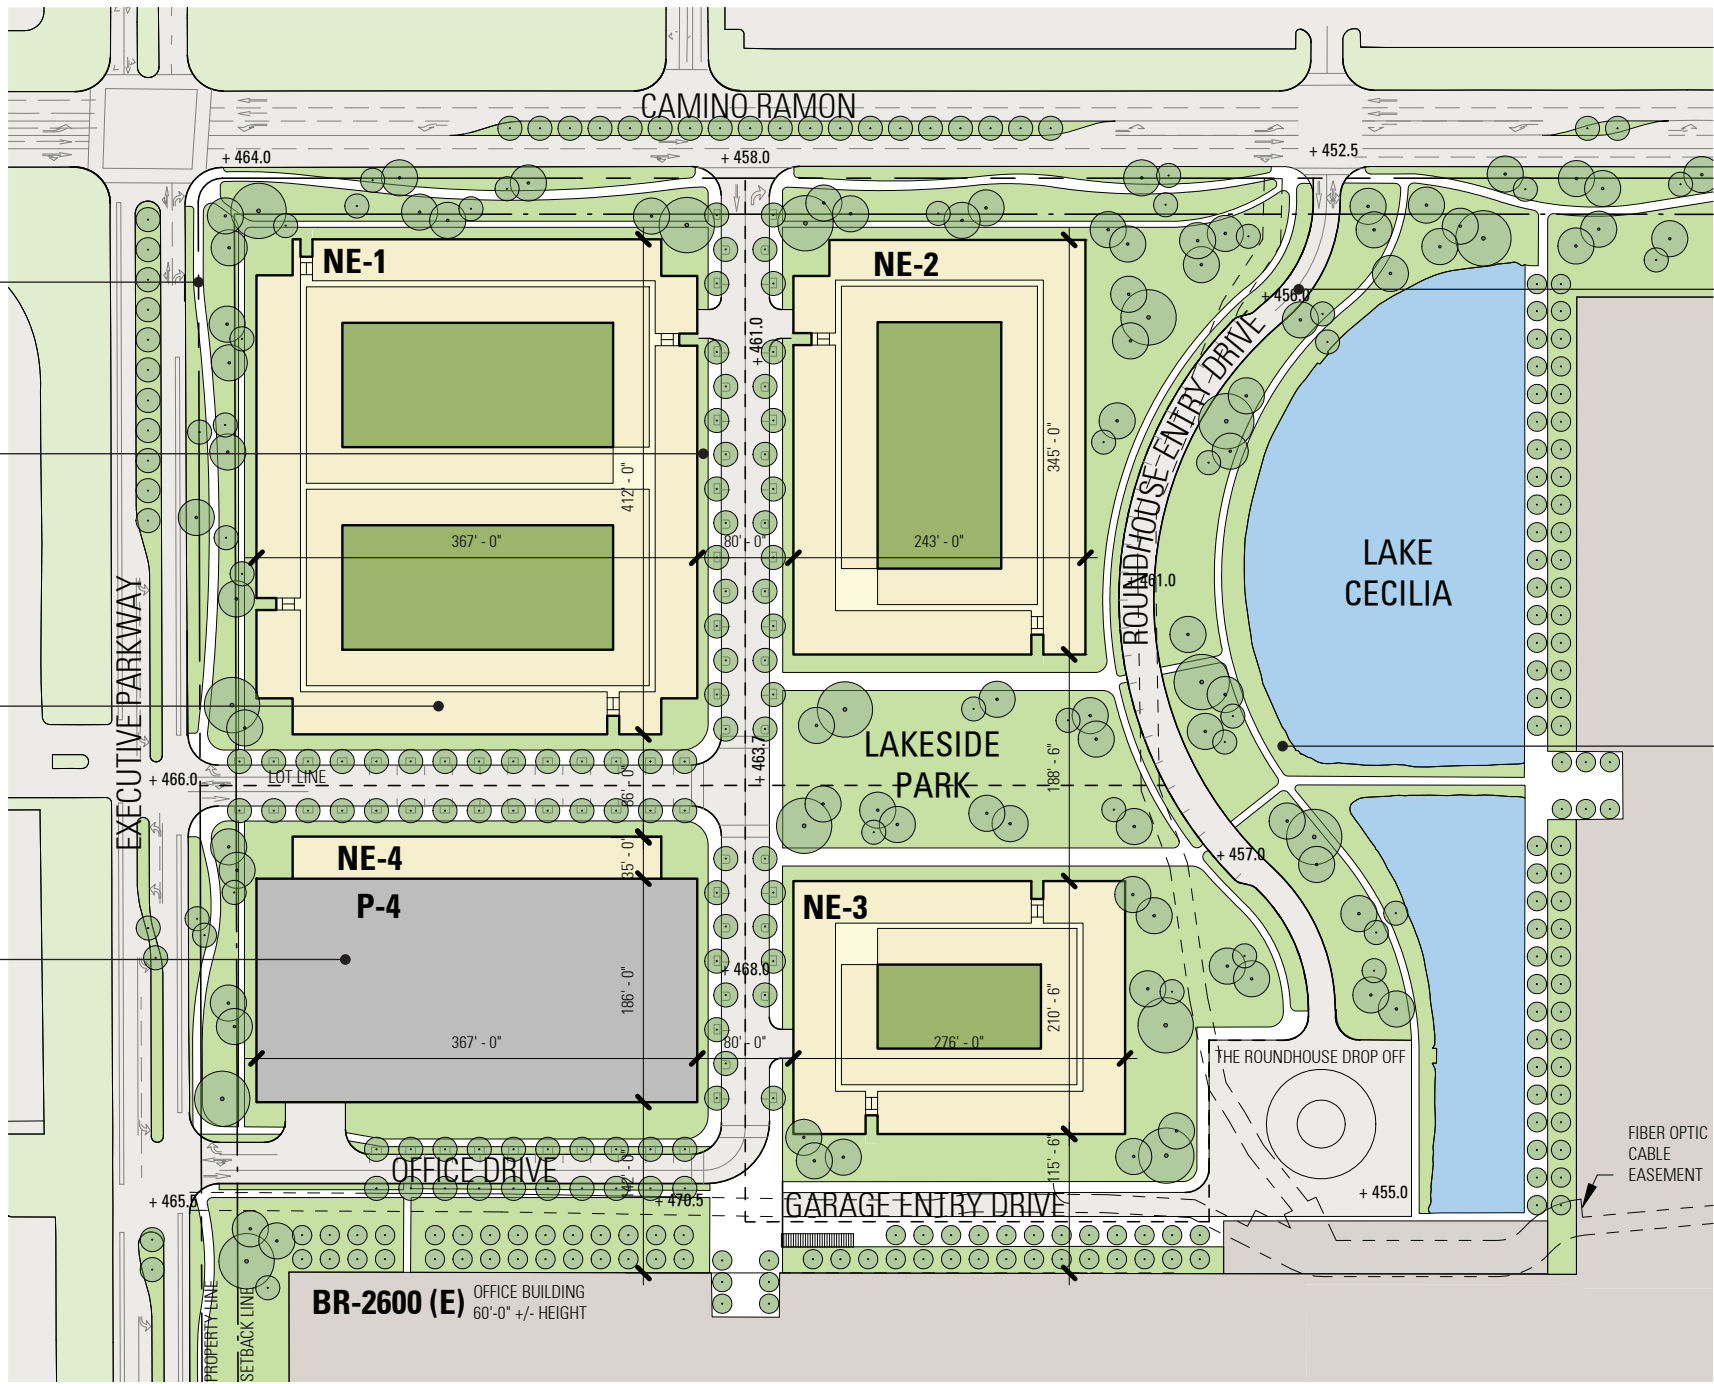 CAMINO RAMON
+ 464.0
+ 458.0
+ 452.5
NE-1
NE-2
+ 456.0
+ 461.0
ROUNDHOUSE ENTRY DRIVE
412' - 0"
345' - 0"
367' - 0"
80' - 0"
243' - 0"
LAKE
CECILIA
+ 461.0
EXECUTIVE PARKWAY
LAKESIDE
PARK
+ 463.7
188' - 6"
+ 466.0
LOT LINE
86' - 0"
NE-4
35' - 0"
P-4
NE-3
+ 457.0
+ 468.0
186' - 0"
210' - 6"
367' - 0"
80' - 0"
276' - 0"
THE ROUNDHOUSE DROP OFF
FIBER OPTIC
CABLE
EASEMENT
OFFICE DRIVE
142' - 0"
115' - 6"
+ 465.5
+ 470.5
GARAGE ENTRY DRIVE
+ 455.0
BR-2600 (E)
OFFICE BUILDING
60'-0" +/- HEIGHT
PROPERTY LINE
SETBACK LINE